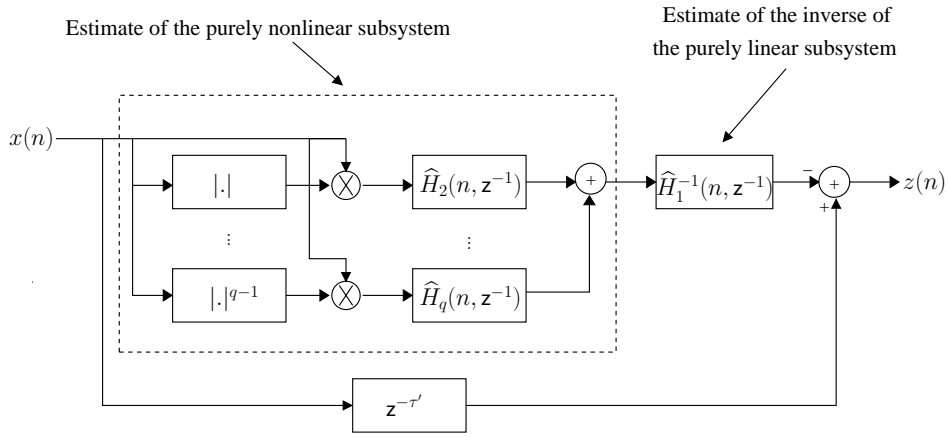 Estimate of the purely nonlinear subsystem
Estimate of the inverse of
the purely linear subsystem
x(n)
|.|
Ĥ₂(n, z⁻¹)
+
Ĥ₁⁻¹(n, z⁻¹)
−
+
+
z(n)
⋮
⋮
|.|^{q−1}
Ĥ_q(n, z⁻¹)
z^{−τ′}